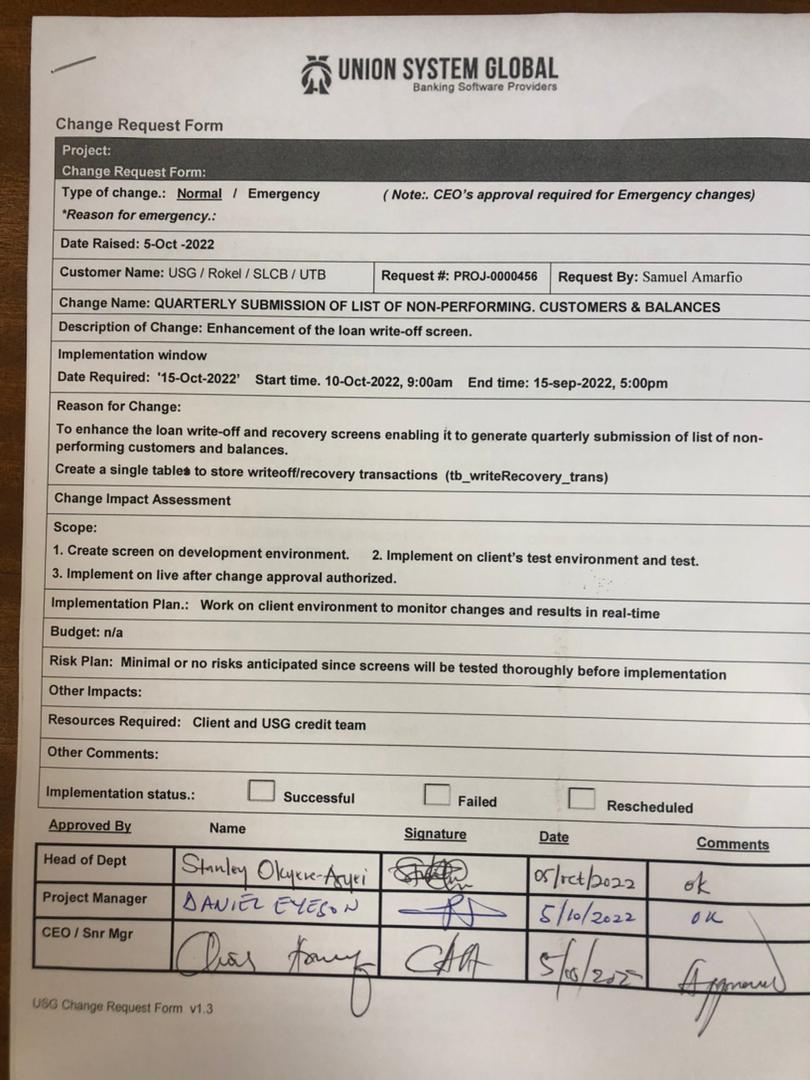 UNION SYSTEM GLOBAL
Banking Software Providers
Change Request Form
Project:
Change Request Form:
Type of change.: Normal / Emergency ( Note:. CEO's approval required for Emergency changes)
*Reason for emergency.:
Date Raised: 5-Oct -2022
Customer Name: USG / Rokel / SLCB / UTB Request #: PROJ-0000456 Request By: Samuel Amarfio
Change Name: QUARTERLY SUBMISSION OF LIST OF NON-PERFORMING. CUSTOMERS & BALANCES
Description of Change: Enhancement of the loan write-off screen.
Implementation window
Date Required: '15-Oct-2022' Start time. 10-Oct-2022, 9:00am End time: 15-sep-2022, 5:00pm
Reason for Change:
To enhance the loan write-off and recovery screens enabling it to generate quarterly submission of list of non-
performing customers and balances.
Create a single tables to store writeoff/recovery transactions (tb_writeRecovery_trans)
Change Impact Assessment
Scope:
1. Create screen on development environment. 2. Implement on client's test environment and test.
3. Implement on live after change approval authorized.
Implementation Plan.: Work on client environment to monitor changes and results in real-time
Budget: n/a
Risk Plan: Minimal or no risks anticipated since screens will be tested thoroughly before implementation
Other Impacts:
Resources Required: Client and USG credit team
Other Comments:
Implementation status.: Successful Failed Rescheduled
Approved By Name Signature Date Comments
Head of Dept Stanley 05/oct/2022 ok
Project Manager DANIEL EYESON 5/10/2022 OK
CEO / Snr Mgr Approved
USG Change Request Form v1.3